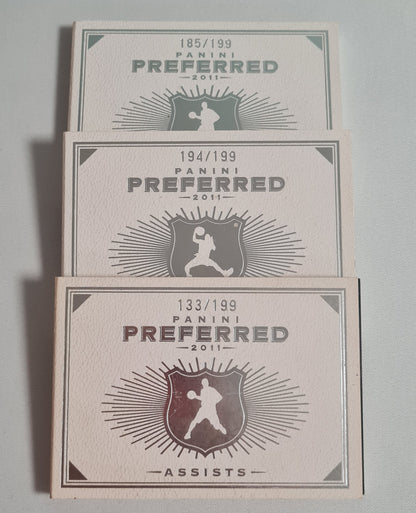 185/199
PANINI
PREFERRED
2011
194/199
PANINI
PREFERRED
2011
133/199
PANINI
PREFERRED
2011
ASSISTS